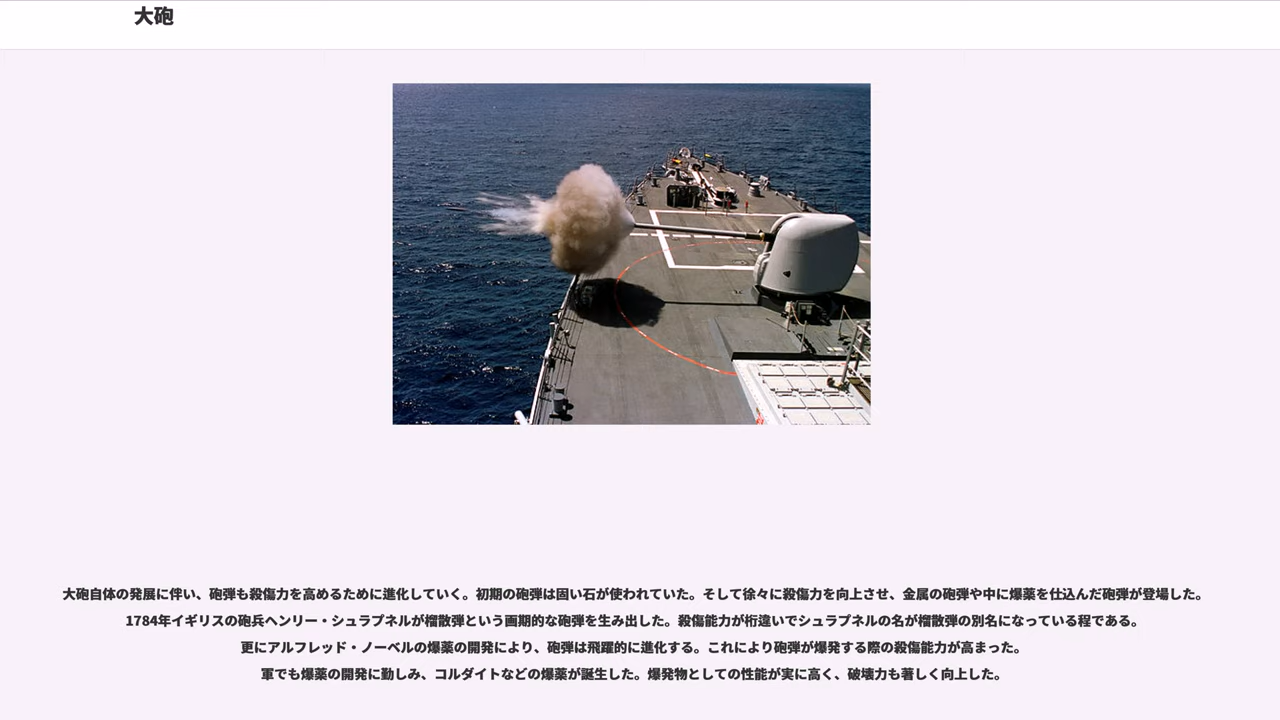 大砲
大砲自体の発展に伴い、砲弾も殺傷力を高めるために進化していく。初期の砲弾は固い石が使われていた。そして徐々に殺傷力を向上させ、金属の砲弾や中に爆薬を仕込んだ砲弾が登場した。
1784年イギリスの砲兵ヘンリー・シュラプネルが榴散弾という画期的な砲弾を生み出した。殺傷能力が桁違いでシュラプネルの名が榴散弾の別名になっている程である。
更にアルフレッド・ノーベルの爆薬の開発により、砲弾は飛躍的に進化する。これにより砲弾が爆発する際の殺傷能力が高まった。
軍でも爆薬の開発に勤しみ、コルダイトなどの爆薬が誕生した。爆発物としての性能が実に高く、破壊力も著しく向上した。